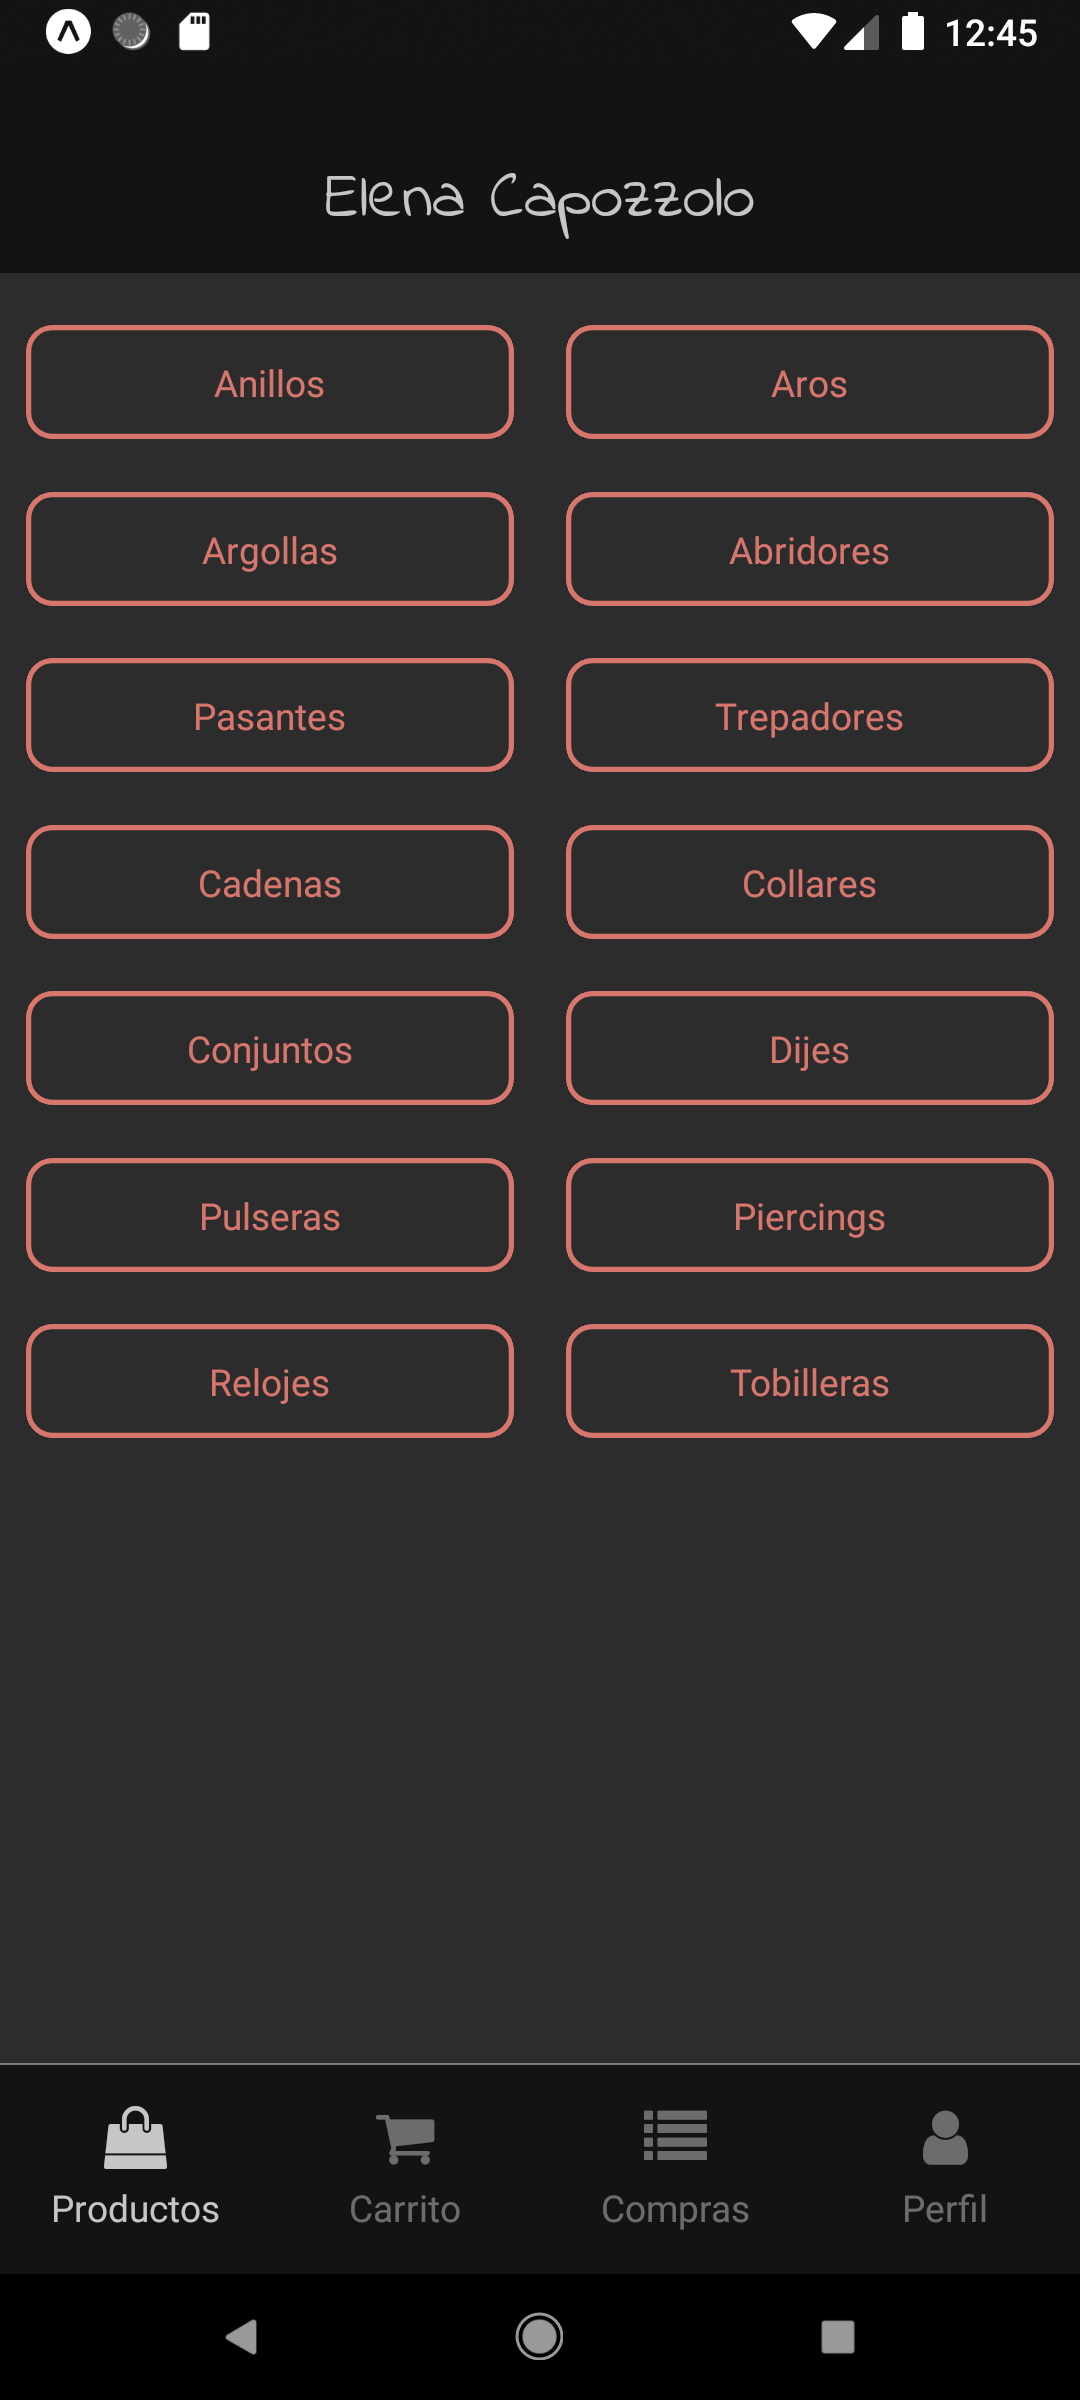 12:45
Elena Capozzolo
Anillos Aros
Argollas Abridores
Pasantes Trepadores
Cadenas Collares
Conjuntos Dijes
Pulseras Piercings
Relojes Tobilleras
Productos Carrito Compras Perfil